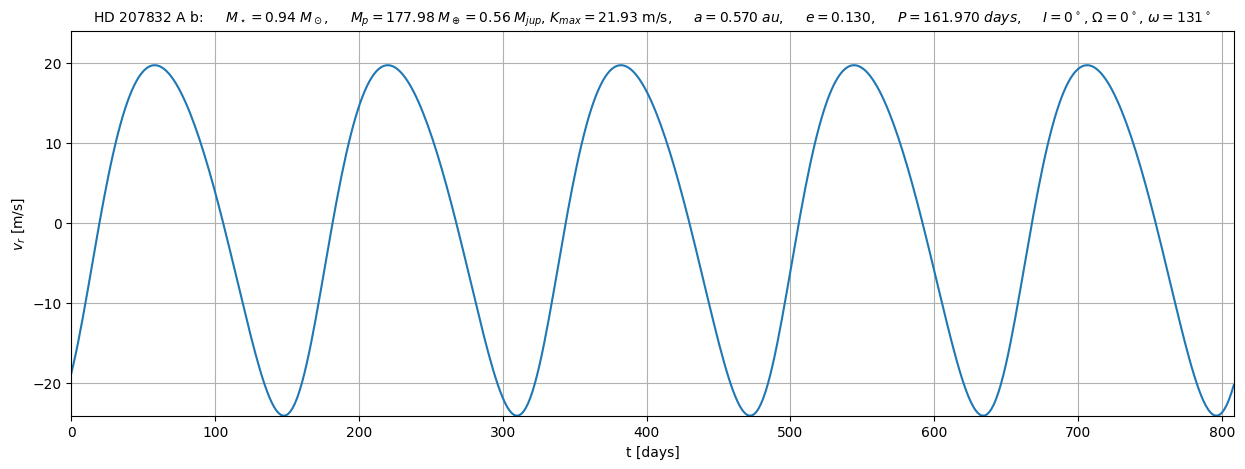 HD 207832 A b: M⋆ = 0.94 M⊙, Mp = 177.98 M⊕ = 0.56 Mjup, Kmax = 21.93 m/s, a = 0.570 au, e = 0.130, P = 161.970 days, I = 0°, Ω = 0°, ω = 131°
20
10
0
−10
−20
vr [m/s]
0 100 200 300 400 500 600 700 800
t [days]